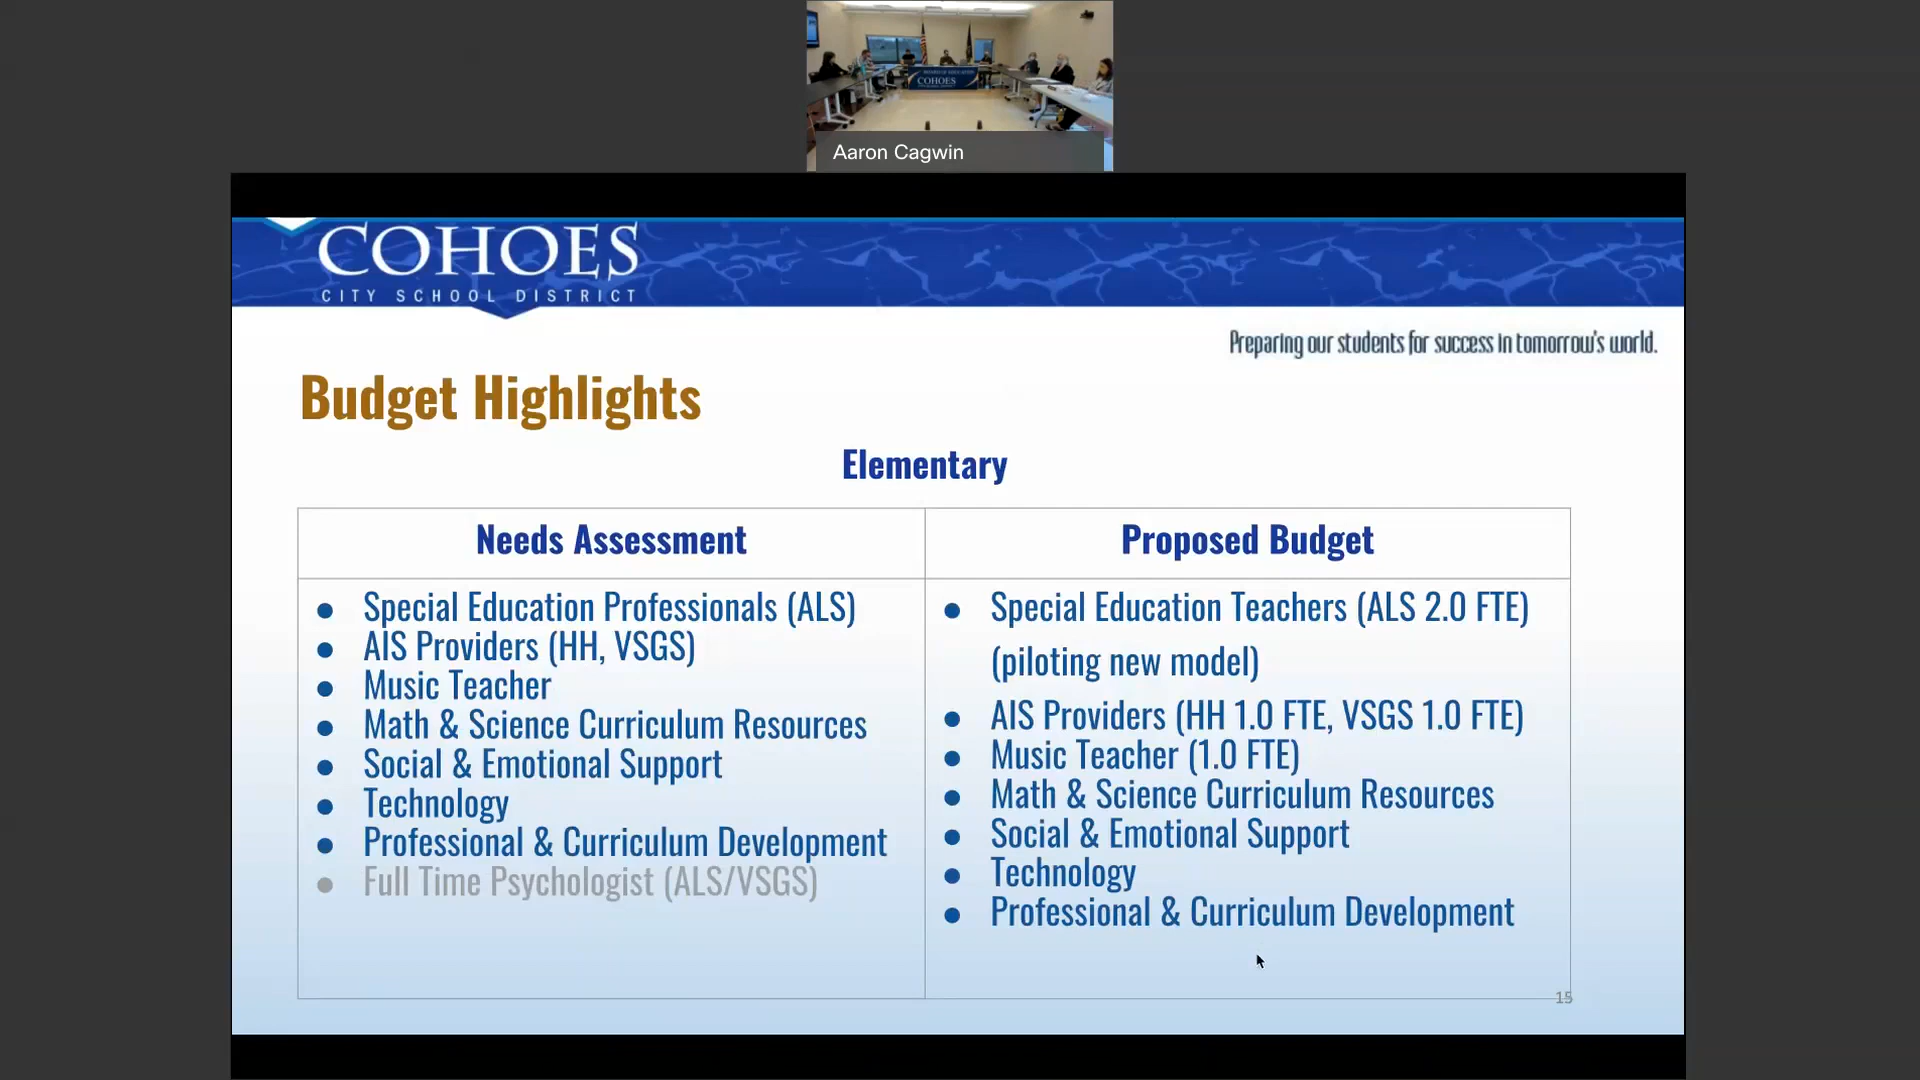 BOARD OF EDUCATION
COHOES
Aaron Cagwin
COHOES
CITY SCHOOL DISTRICT
Preparing our students for success in tomorrow's world.
Budget Highlights
Elementary
Needs Assessment
● Special Education Professionals (ALS)
● AIS Providers (HH, VSGS)
● Music Teacher
● Math & Science Curriculum Resources
● Social & Emotional Support
● Technology
● Professional & Curriculum Development
● Full Time Psychologist (ALS/VSGS)
Proposed Budget
● Special Education Teachers (ALS 2.0 FTE)
(piloting new model)
● AIS Providers (HH 1.0 FTE, VSGS 1.0 FTE)
● Music Teacher (1.0 FTE)
● Math & Science Curriculum Resources
● Social & Emotional Support
● Technology
● Professional & Curriculum Development
15